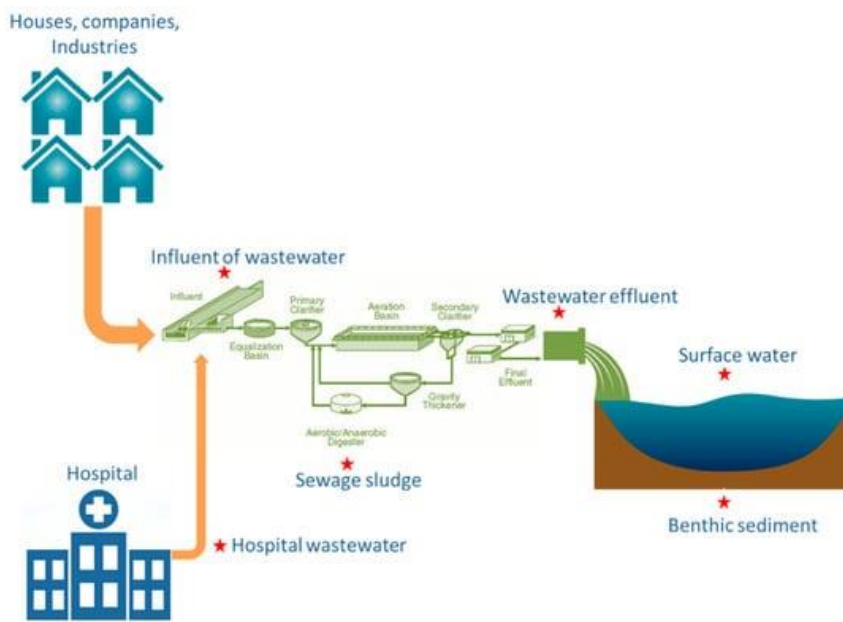 Houses, companies,
Industries
Influent of wastewater
Influent
Primary
Clarifier
Equalization
Basin
Aeration
Basin
Secondary
Clarifier
Wastewater effluent
Final
Effluent
Gravity
Thickener
Aerobic/Anaerobic
Digester
Sewage sludge
Surface water
Benthic sediment
Hospital
Hospital wastewater